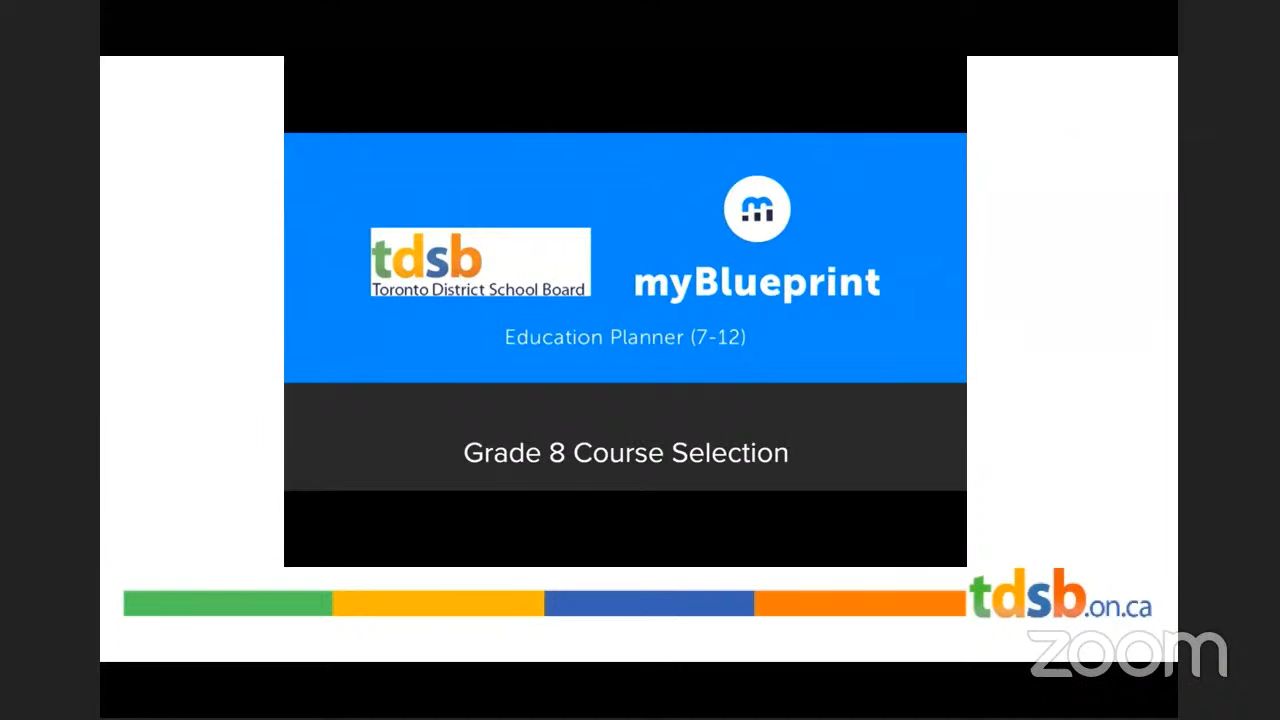 tdsb
Toronto District School Board
m
myBlueprint
Education Planner (7-12)
Grade 8 Course Selection
tdsb.on.ca
zoom